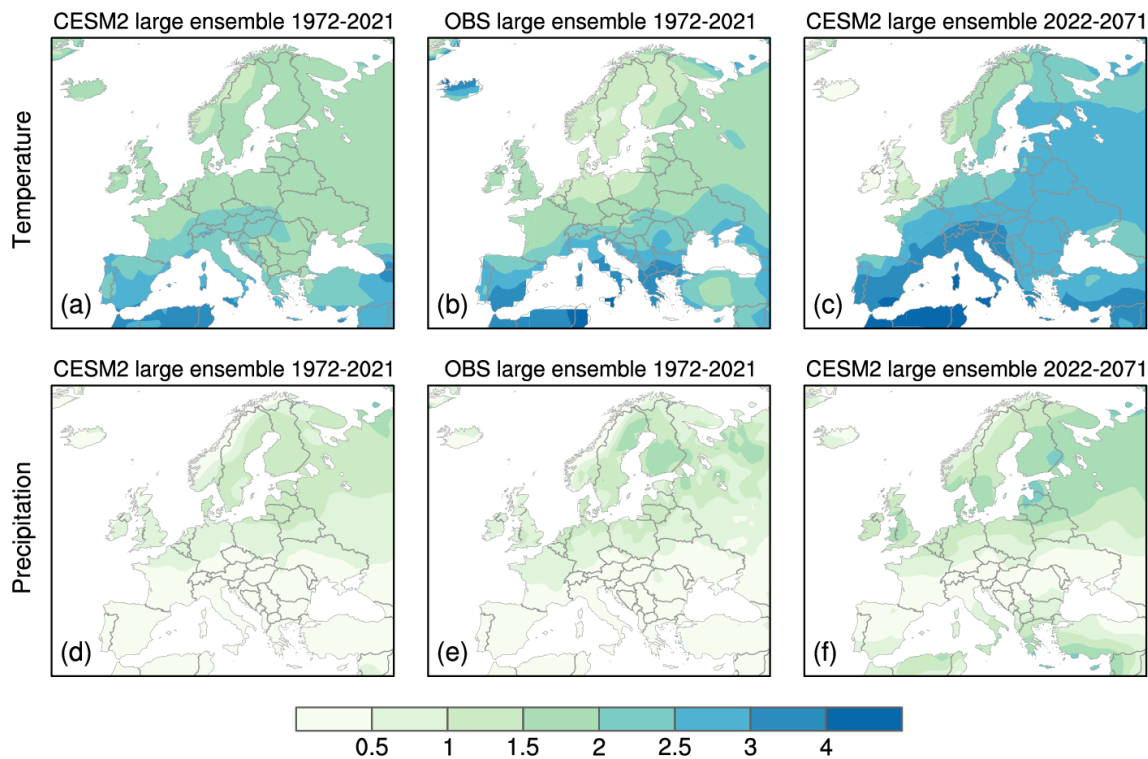 CESM2 large ensemble 1972-2021
OBS large ensemble 1972-2021
CESM2 large ensemble 2022-2071
Temperature
(a)
(b)
(c)
CESM2 large ensemble 1972-2021
OBS large ensemble 1972-2021
CESM2 large ensemble 2022-2071
Precipitation
(d)
(e)
(f)
0.5 1 1.5 2 2.5 3 4